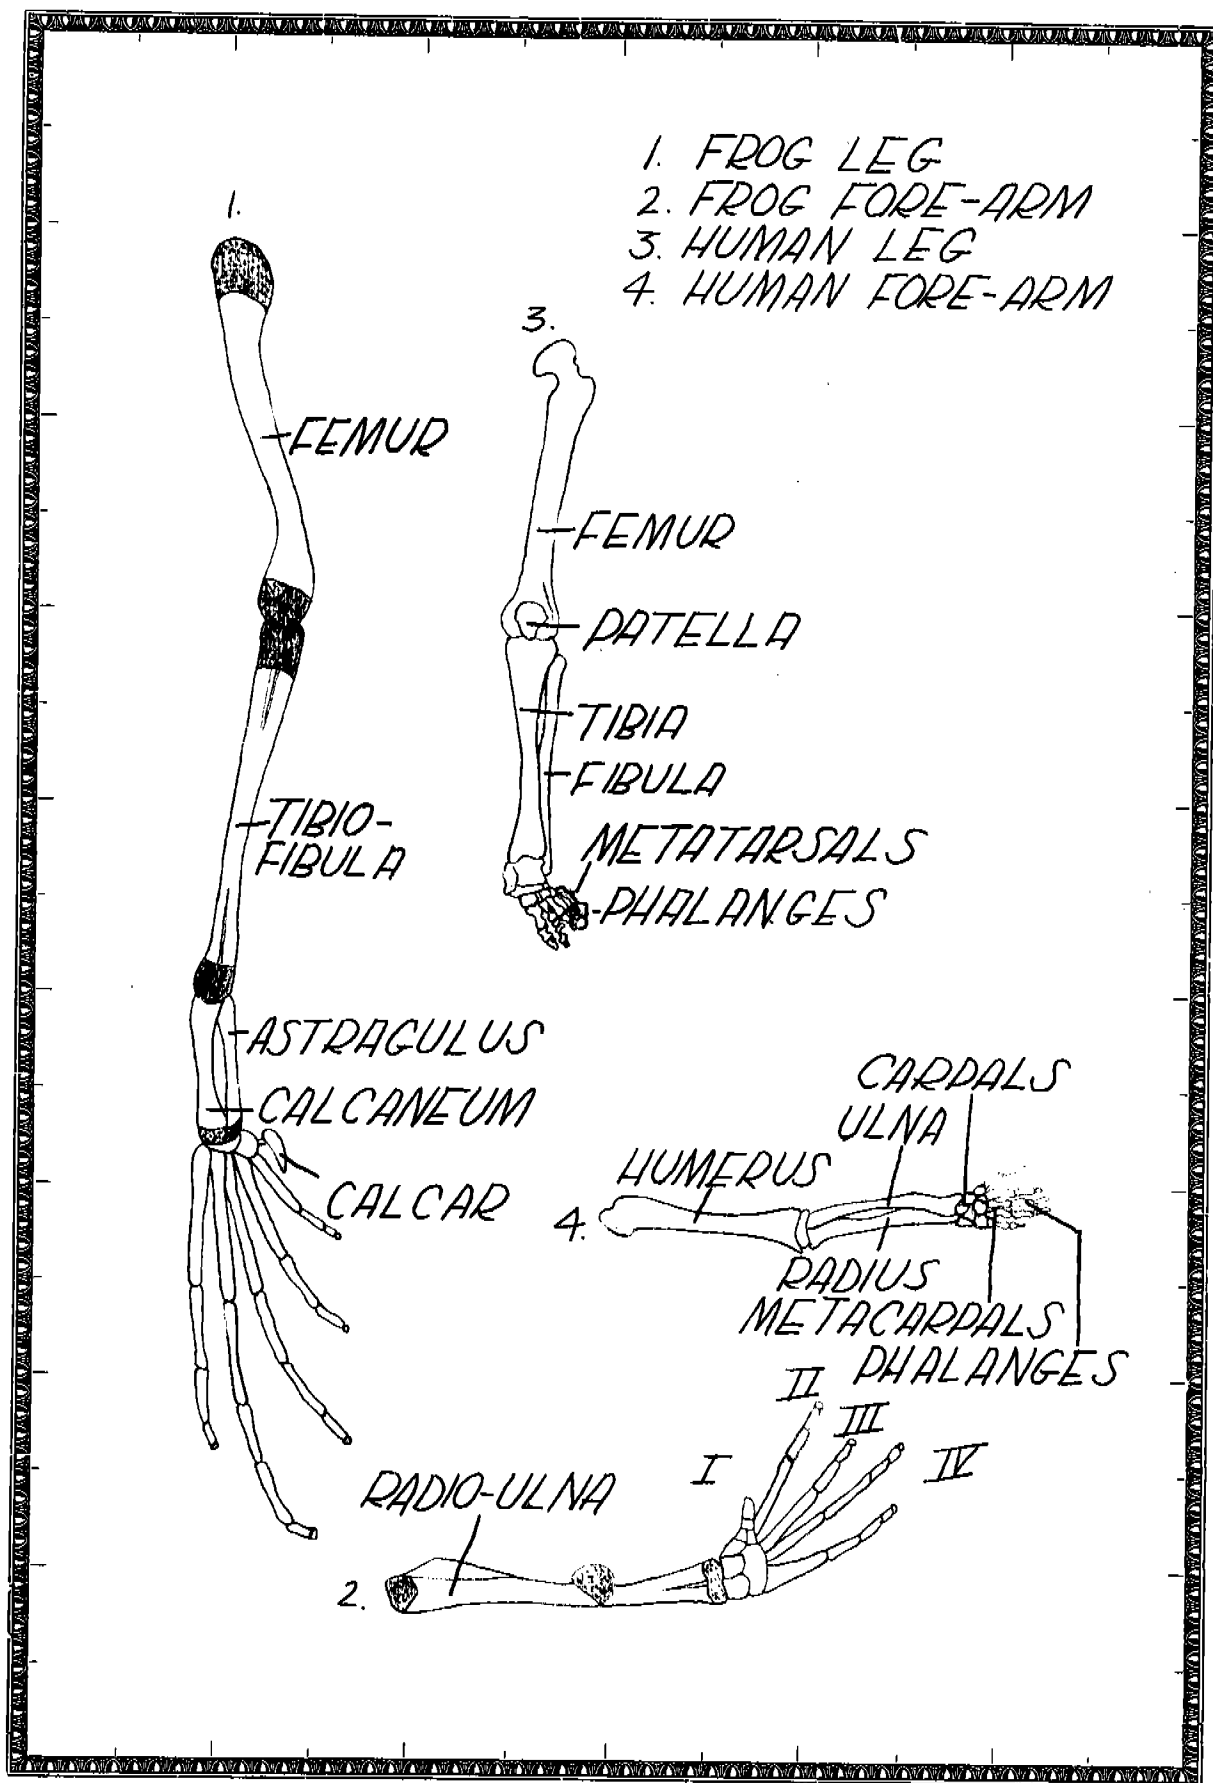 1. FROG LEG
2. FROG FORE-ARM
3. HUMAN LEG
4. HUMAN FORE-ARM
1.
3.
FEMUR
FEMUR
PATELLA
TIBIA
FIBULA
TIBIO-
FIBULA
METATARSALS
PHALANGES
ASTRAGULUS
CALCANEUM
CALCAR
CARPALS
ULNA
HUMERUS
4.
RADIUS
METACARPALS
PHALANGES
II
III
I
IV
RADIO-ULNA
2.